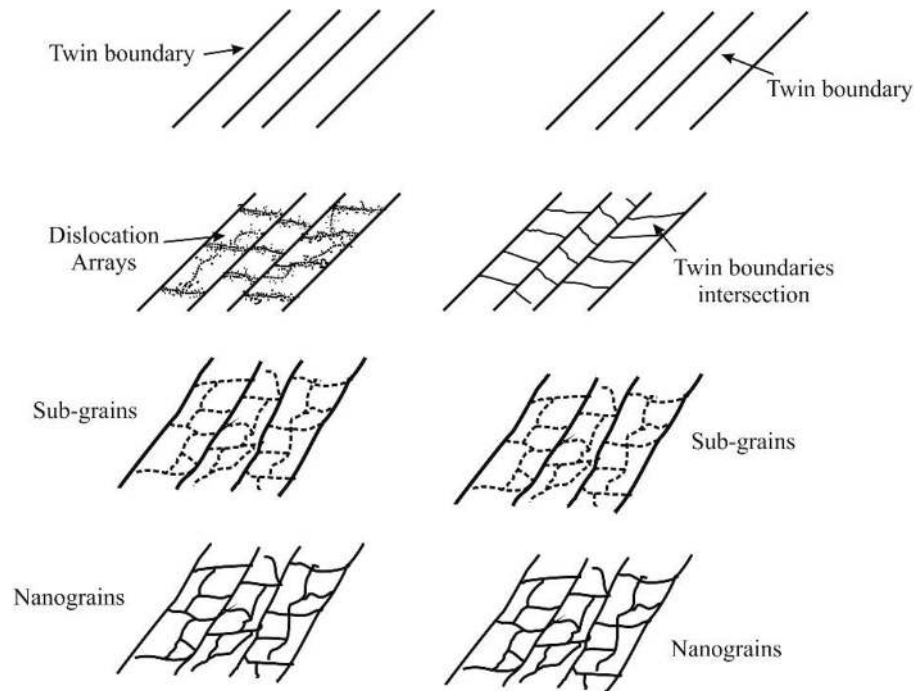 Twin boundary
Twin boundary
Dislocation
Arrays
Twin boundaries
intersection
Sub-grains
Sub-grains
Nanograins
Nanograins